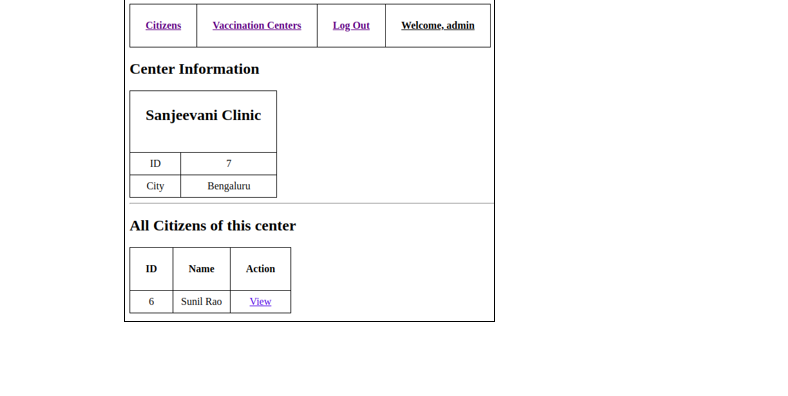 Citizens Vaccination Centers Log Out Welcome, admin
Center Information
Sanjeevani Clinic
ID 7
City Bengaluru
All Citizens of this center
ID Name Action
6 Sunil Rao View